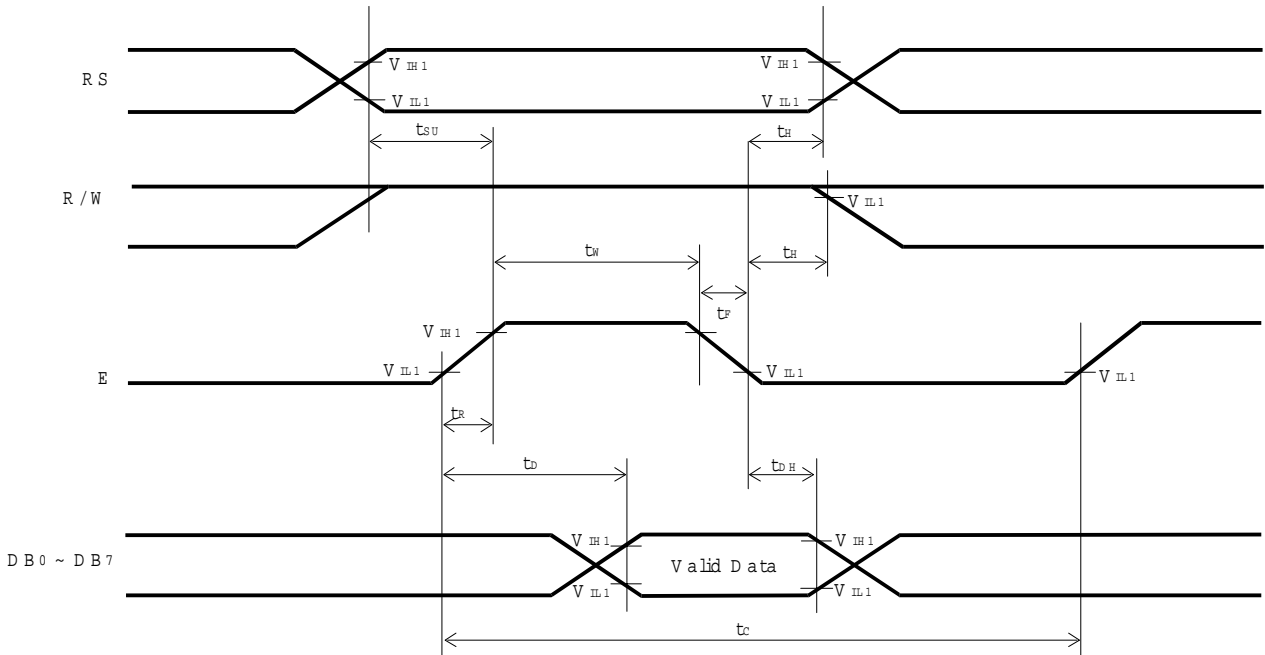 RS
VIH1
VIH1
VIL1
VIL1
tSU
tH
R/W
VIL1
tW
tH
tF
VIH1
E
VIL1
VIL1
VIL1
tR
tD
tDH
VIH1
VIH1
DB0~DB7
Valid Data
VIL1
VIL1
tC